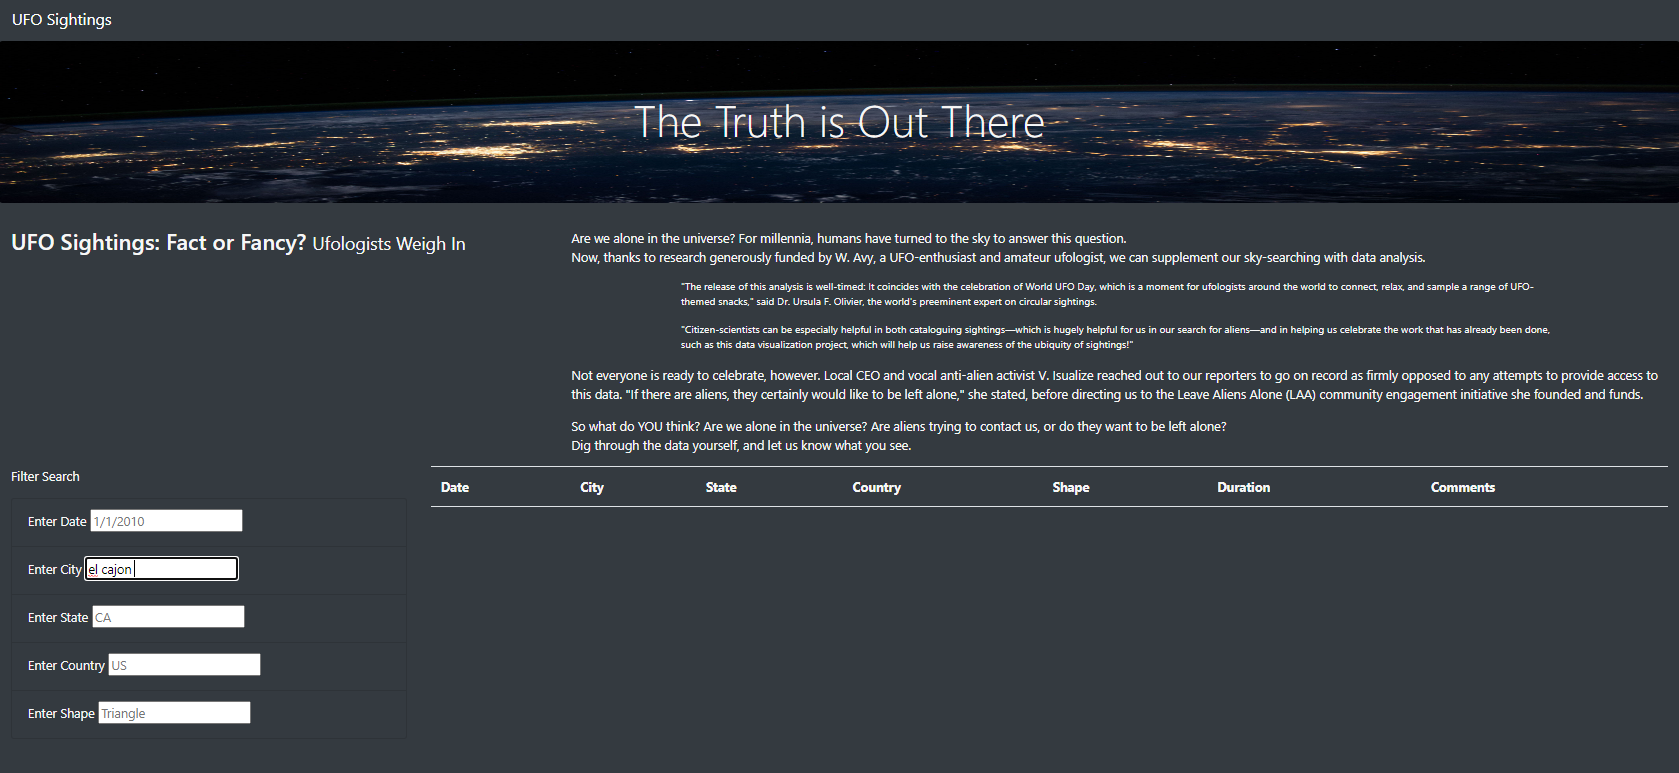 UFO Sightings
The Truth is Out There
UFO Sightings: Fact or Fancy? Ufologists Weigh In
Are we alone in the universe? For millennia, humans have turned to the sky to answer this question.
Now, thanks to research generously funded by W. Avy, a UFO-enthusiast and amateur ufologist, we can supplement our sky-searching with data analysis.
"The release of this analysis is well-timed: It coincides with the celebration of World UFO Day, which is a moment for ufologists around the world to connect, relax, and sample a range of UFO-
themed snacks," said Dr. Ursula F. Olivier, the world's preeminent expert on circular sightings.
"Citizen-scientists can be especially helpful in both cataloguing sightings—which is hugely helpful for us in our search for aliens—and in helping us celebrate the work that has already been done,
such as this data visualization project, which will help us raise awareness of the ubiquity of sightings!"
Not everyone is ready to celebrate, however. Local CEO and vocal anti-alien activist V. Isualize reached out to our reporters to go on record as firmly opposed to any attempts to provide access to
this data. "If there are aliens, they certainly would like to be left alone," she stated, before directing us to the Leave Aliens Alone (LAA) community engagement initiative she founded and funds.
So what do YOU think? Are we alone in the universe? Are aliens trying to contact us, or do they want to be left alone?
Dig through the data yourself, and let us know what you see.
Filter Search
Enter Date 1/1/2010
Enter City el cajon
Enter State CA
Enter Country US
Enter Shape Triangle
Date City State Country Shape Duration Comments